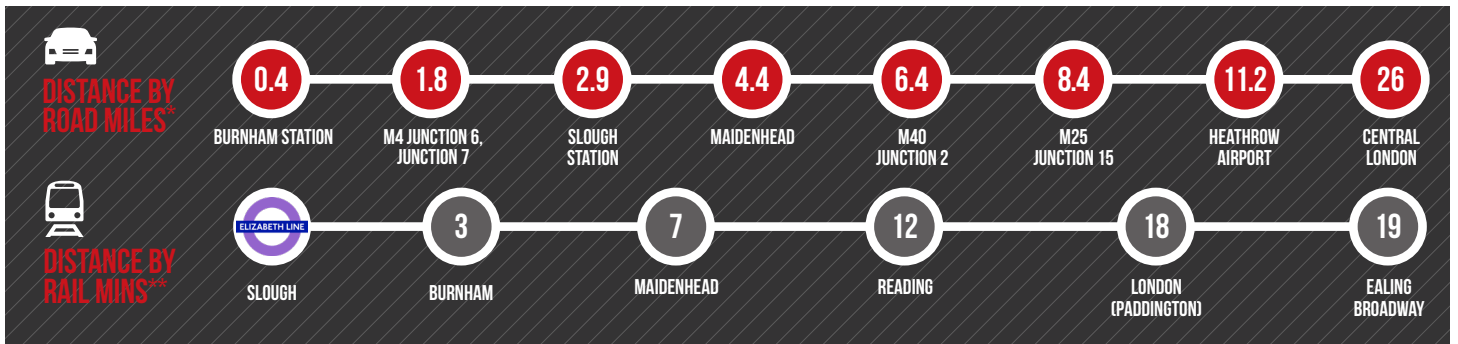 DISTANCE BY
ROAD MILES*
0.4
BURNHAM STATION
1.8
M4 JUNCTION 6,
JUNCTION 7
2.9
SLOUGH
STATION
4.4
MAIDENHEAD
6.4
M40
JUNCTION 2
8.4
M25
JUNCTION 15
11.2
HEATHROW
AIRPORT
26
CENTRAL
LONDON
DISTANCE BY
RAIL MINS**
ELIZABETH LINE
SLOUGH
3
BURNHAM
7
MAIDENHEAD
12
READING
18
LONDON
(PADDINGTON)
19
EALING
BROADWAY